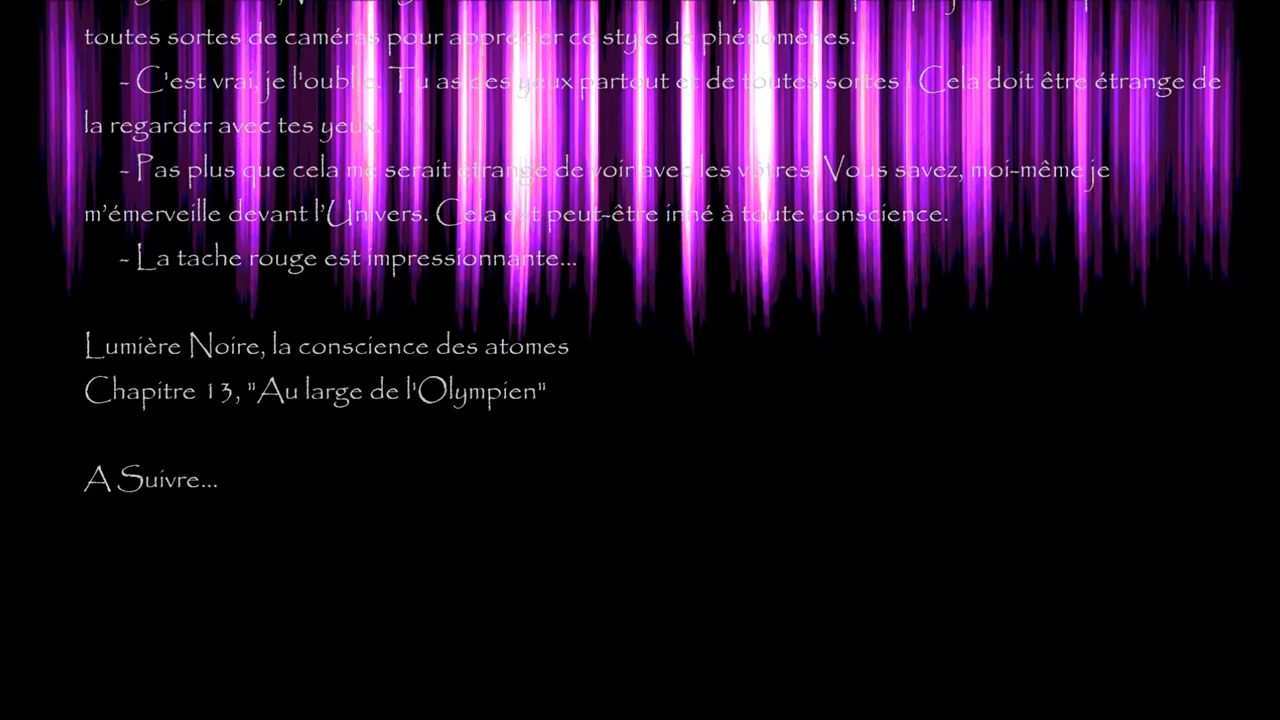 toutes sortes de caméras pour apprécier ce style de phénomènes.
- C'est vrai, je l'oublie. Tu as des yeux partout et de toutes sortes ! Cela doit être étrange de
la regarder avec tes yeux.
- Pas plus que cela me serait étrange de voir avec les vôtres. Vous savez, moi-même je
m'émerveille devant l'Univers. Cela est peut-être inné à toute conscience.
- La tache rouge est impressionnante...
Lumière Noire, la conscience des atomes
Chapitre 13, "Au large de l'Olympien"
A Suivre...